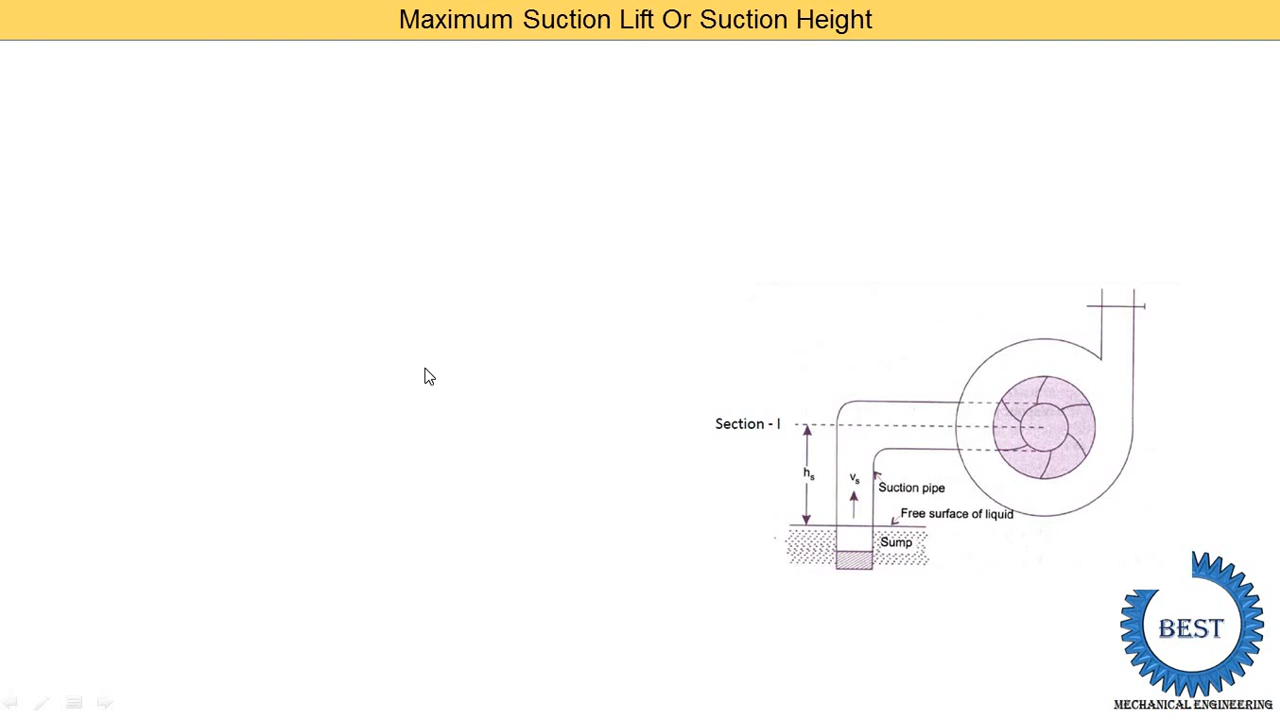 Maximum Suction Lift Or Suction Height
Section - I
hs
vs
Suction pipe
Free surface of liquid
Sump
BEST
MECHANICAL ENGINEERING